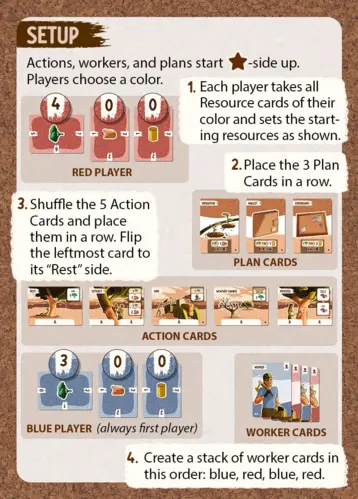 SETUP
Actions, workers, and plans start ★-side up.
Players choose a color.
1. Each player takes all
Resource cards of their
color and sets the start-
ing resources as shown.
4 0 0
RED PLAYER
2. Place the 3 Plan
Cards in a row.
3. Shuffle the 5 Action
Cards and place
them in a row. Flip
the leftmost card to
its “Rest” side.
PLAN CARDS
ACTION CARDS
3 0 0
BLUE PLAYER (always first player)
WORKER CARDS
4. Create a stack of worker cards in
this order: blue, red, blue, red.